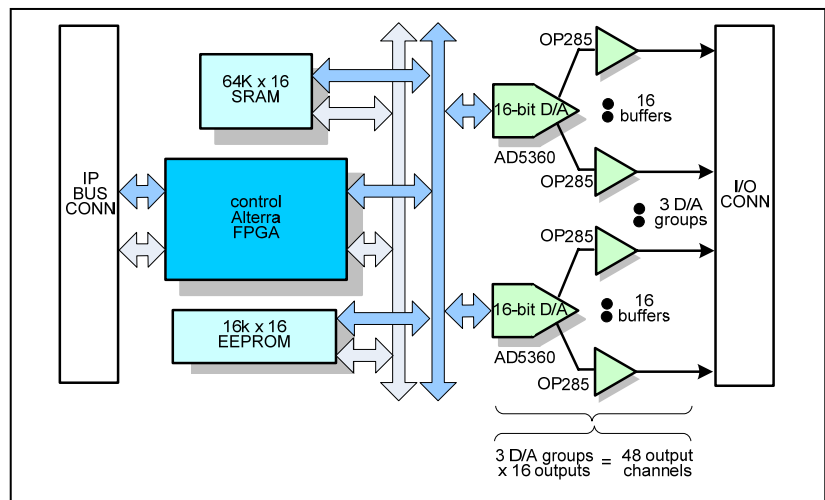 IP
BUS
CONN
64K x 16
SRAM
control
Alterra
FPGA
16k x 16
EEPROM
OP285
16-bit D/A
AD5360
16
buffers
OP285
3 D/A
groups
OP285
16-bit D/A
AD5360
16
buffers
OP285
I/O
CONN
3 D/A groups = 48 output
x 16 outputs channels